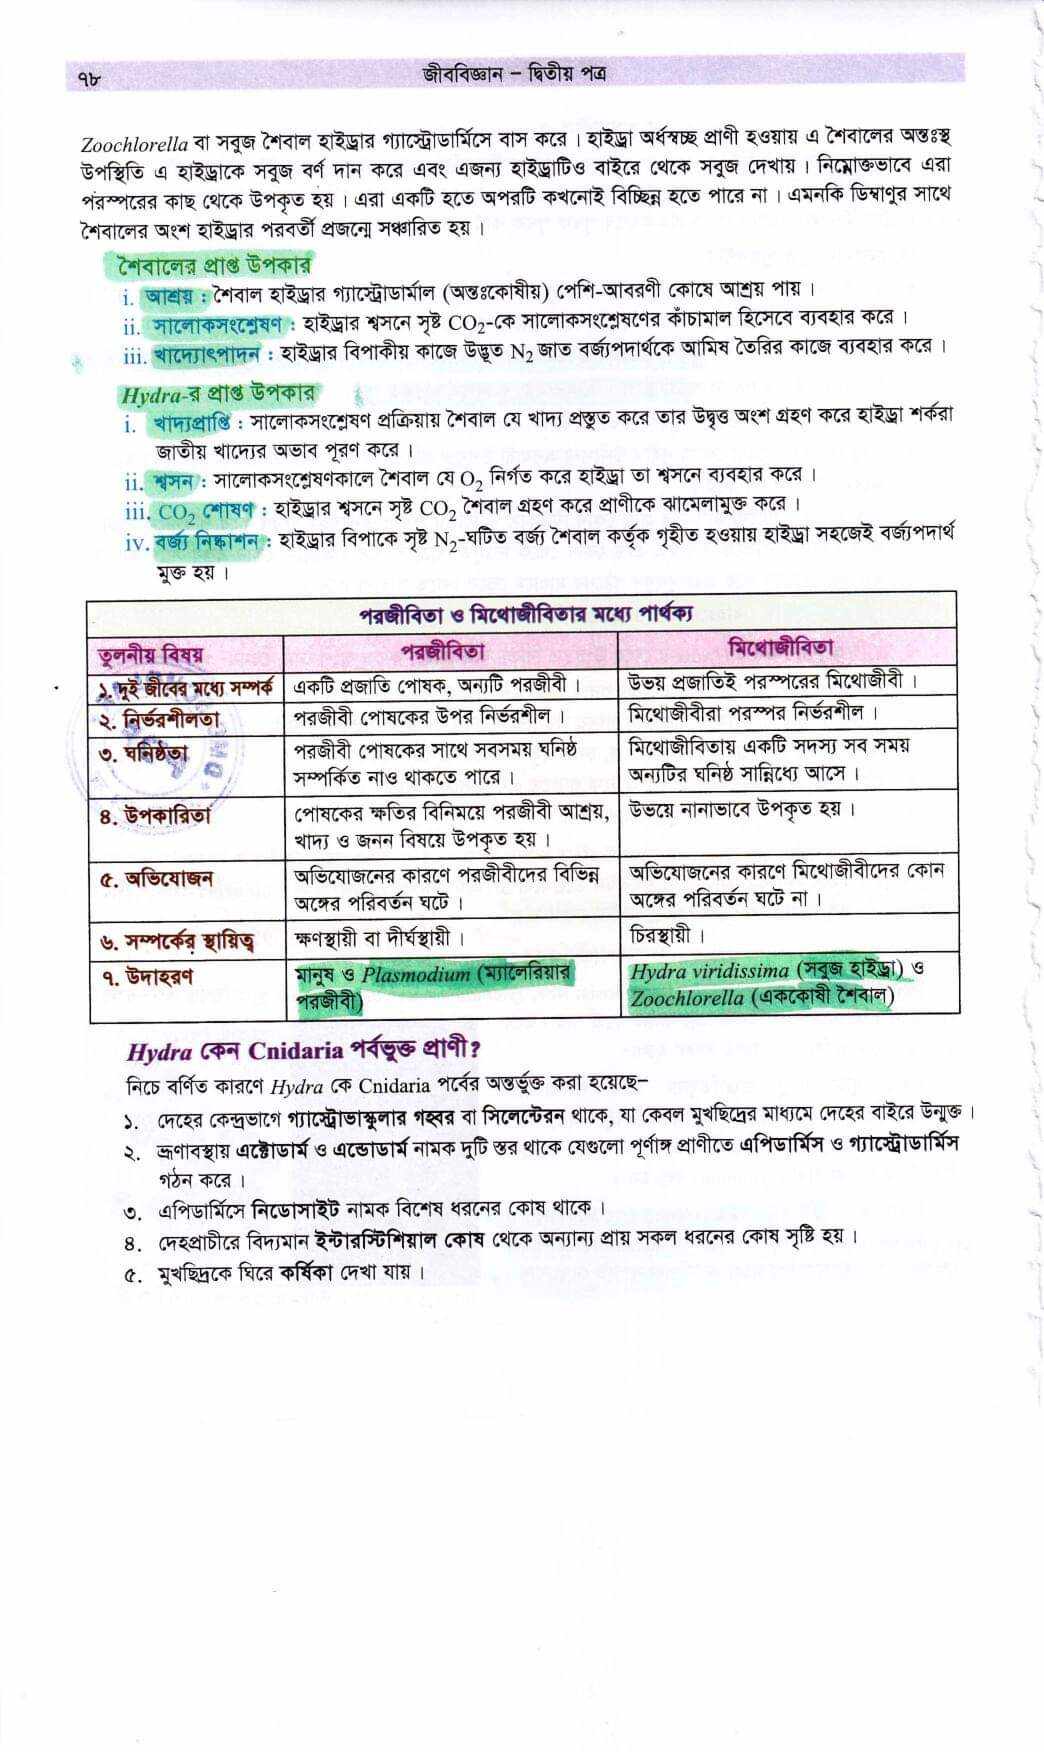 ৭৮
জীববিজ্ঞান – দ্বিতীয় পত্র
Zoochlorella বা সবুজ শৈবাল হাইড্রার গ্যাস্ট্রোডার্মিসে বাস করে। হাইড্রা অর্ধস্বচ্ছ প্রাণী হওয়ায় এ শৈবালের অন্তঃস্থ
উপস্থিতি এ হাইড্রাকে সবুজ বর্ণ দান করে এবং এজন্য হাইড্রাটিও বাইরে থেকে সবুজ দেখায়। নিম্নোক্তভাবে এরা
পরস্পরের কাছ থেকে উপকৃত হয়। এরা একটি হতে অপরটি কখনোই বিচ্ছিন্ন হতে পারে না। এমনকি ডিম্বাণুর সাথে
শৈবালের অংশ হাইড্রার পরবর্তী প্রজন্মে সঞ্চারিত হয়।
শৈবালের প্রাপ্ত উপকার
i. আশ্রয় : শৈবাল হাইড্রার গ্যাস্ট্রোডার্মাল (অন্তঃকোষীয়) পেশি-আবরণী কোষে আশ্রয় পায়।
ii. সালোকসংশ্লেষণ : হাইড্রার শ্বসনে সৃষ্ট CO₂-কে সালোকসংশ্লেষণের কাঁচামাল হিসেবে ব্যবহার করে।
iii. খাদ্যোৎপাদন : হাইড্রার বিপাকীয় কাজে উদ্ভূত N₂ জাত বর্জ্যপদার্থকে আমিষ তৈরির কাজে ব্যবহার করে।
Hydra-র প্রাপ্ত উপকার
i. খাদ্যপ্রাপ্তি : সালোকসংশ্লেষণ প্রক্রিয়ায় শৈবাল যে খাদ্য প্রস্তুত করে তার উদ্বৃত্ত অংশ গ্রহণ করে হাইড্রা শর্করা
জাতীয় খাদ্যের অভাব পূরণ করে।
ii. শ্বসন : সালোকসংশ্লেষণকালে শৈবাল যে O₂ নির্গত করে হাইড্রা তা শ্বসনে ব্যবহার করে।
iii. CO₂ শোষণ : হাইড্রার শ্বসনে সৃষ্ট CO₂ শৈবাল গ্রহণ করে প্রাণীকে ঝামেলামুক্ত করে।
iv. বর্জ্য নিষ্কাশন : হাইড্রার বিপাকে সৃষ্ট N₂-ঘটিত বর্জ্য শৈবাল কর্তৃক গৃহীত হওয়ায় হাইড্রা সহজেই বর্জ্যপদার্থ
মুক্ত হয়।
পরজীবিতা ও মিথোজীবিতার মধ্যে পার্থক্য
তুলনীয় বিষয় পরজীবিতা মিথোজীবিতা
১. দুই জীবের মধ্যে সম্পর্ক একটি প্রজাতি পোষক, অন্যটি পরজীবী। উভয় প্রজাতিই পরস্পরের মিথোজীবী।
২. নির্ভরশীলতা পরজীবী পোষকের উপর নির্ভরশীল। মিথোজীবীরা পরস্পর নির্ভরশীল।
৩. ঘনিষ্ঠতা পরজীবী পোষকের সাথে সবসময় ঘনিষ্ঠ মিথোজীবিতায় একটি সদস্য সব সময়
সম্পর্কিত নাও থাকতে পারে। অন্যটির ঘনিষ্ঠ সান্নিধ্যে আসে।
৪. উপকারিতা পোষকের ক্ষতির বিনিময়ে পরজীবী আশ্রয়, উভয়ে নানাভাবে উপকৃত হয়।
খাদ্য ও জনন বিষয়ে উপকৃত হয়।
৫. অভিযোজন অভিযোজনের কারণে পরজীবীদের বিভিন্ন অভিযোজনের কারণে মিথোজীবীদের কোন
অঙ্গের পরিবর্তন ঘটে। অঙ্গের পরিবর্তন ঘটে না।
৬. সম্পর্কের স্থায়িত্ব ক্ষণস্থায়ী বা দীর্ঘস্থায়ী। চিরস্থায়ী।
৭. উদাহরণ মানুষ ও Plasmodium (ম্যালেরিয়ার Hydra viridissima (সবুজ হাইড্রা) ও
পরজীবী) Zoochlorella (এককোষী শৈবাল)
Hydra কেন Cnidaria পর্বভুক্ত প্রাণী?
নিচে বর্ণিত কারণে Hydra কে Cnidaria পর্বের অন্তর্ভুক্ত করা হয়েছে–
১. দেহের কেন্দ্রভাগে গ্যাস্ট্রোভাস্কুলার গহ্বর বা সিলেন্টেরন থাকে, যা কেবল মুখছিদ্রের মাধ্যমে দেহের বাইরে উন্মুক্ত।
২. ভ্রূণাবস্থায় এক্টোডার্ম ও এন্ডোডার্ম নামক দুটি স্তর থাকে যেগুলো পূর্ণাঙ্গ প্রাণীতে এপিডার্মিস ও গ্যাস্ট্রোডার্মিস
গঠন করে।
৩. এপিডার্মিসে নিডোসাইট নামক বিশেষ ধরনের কোষ থাকে।
৪. দেহপ্রাচীরে বিদ্যমান ইন্টারস্টিশিয়াল কোষ থেকে অন্যান্য প্রায় সকল ধরনের কোষ সৃষ্টি হয়।
৫. মুখছিদ্রকে ঘিরে কর্ষিকা দেখা যায়।